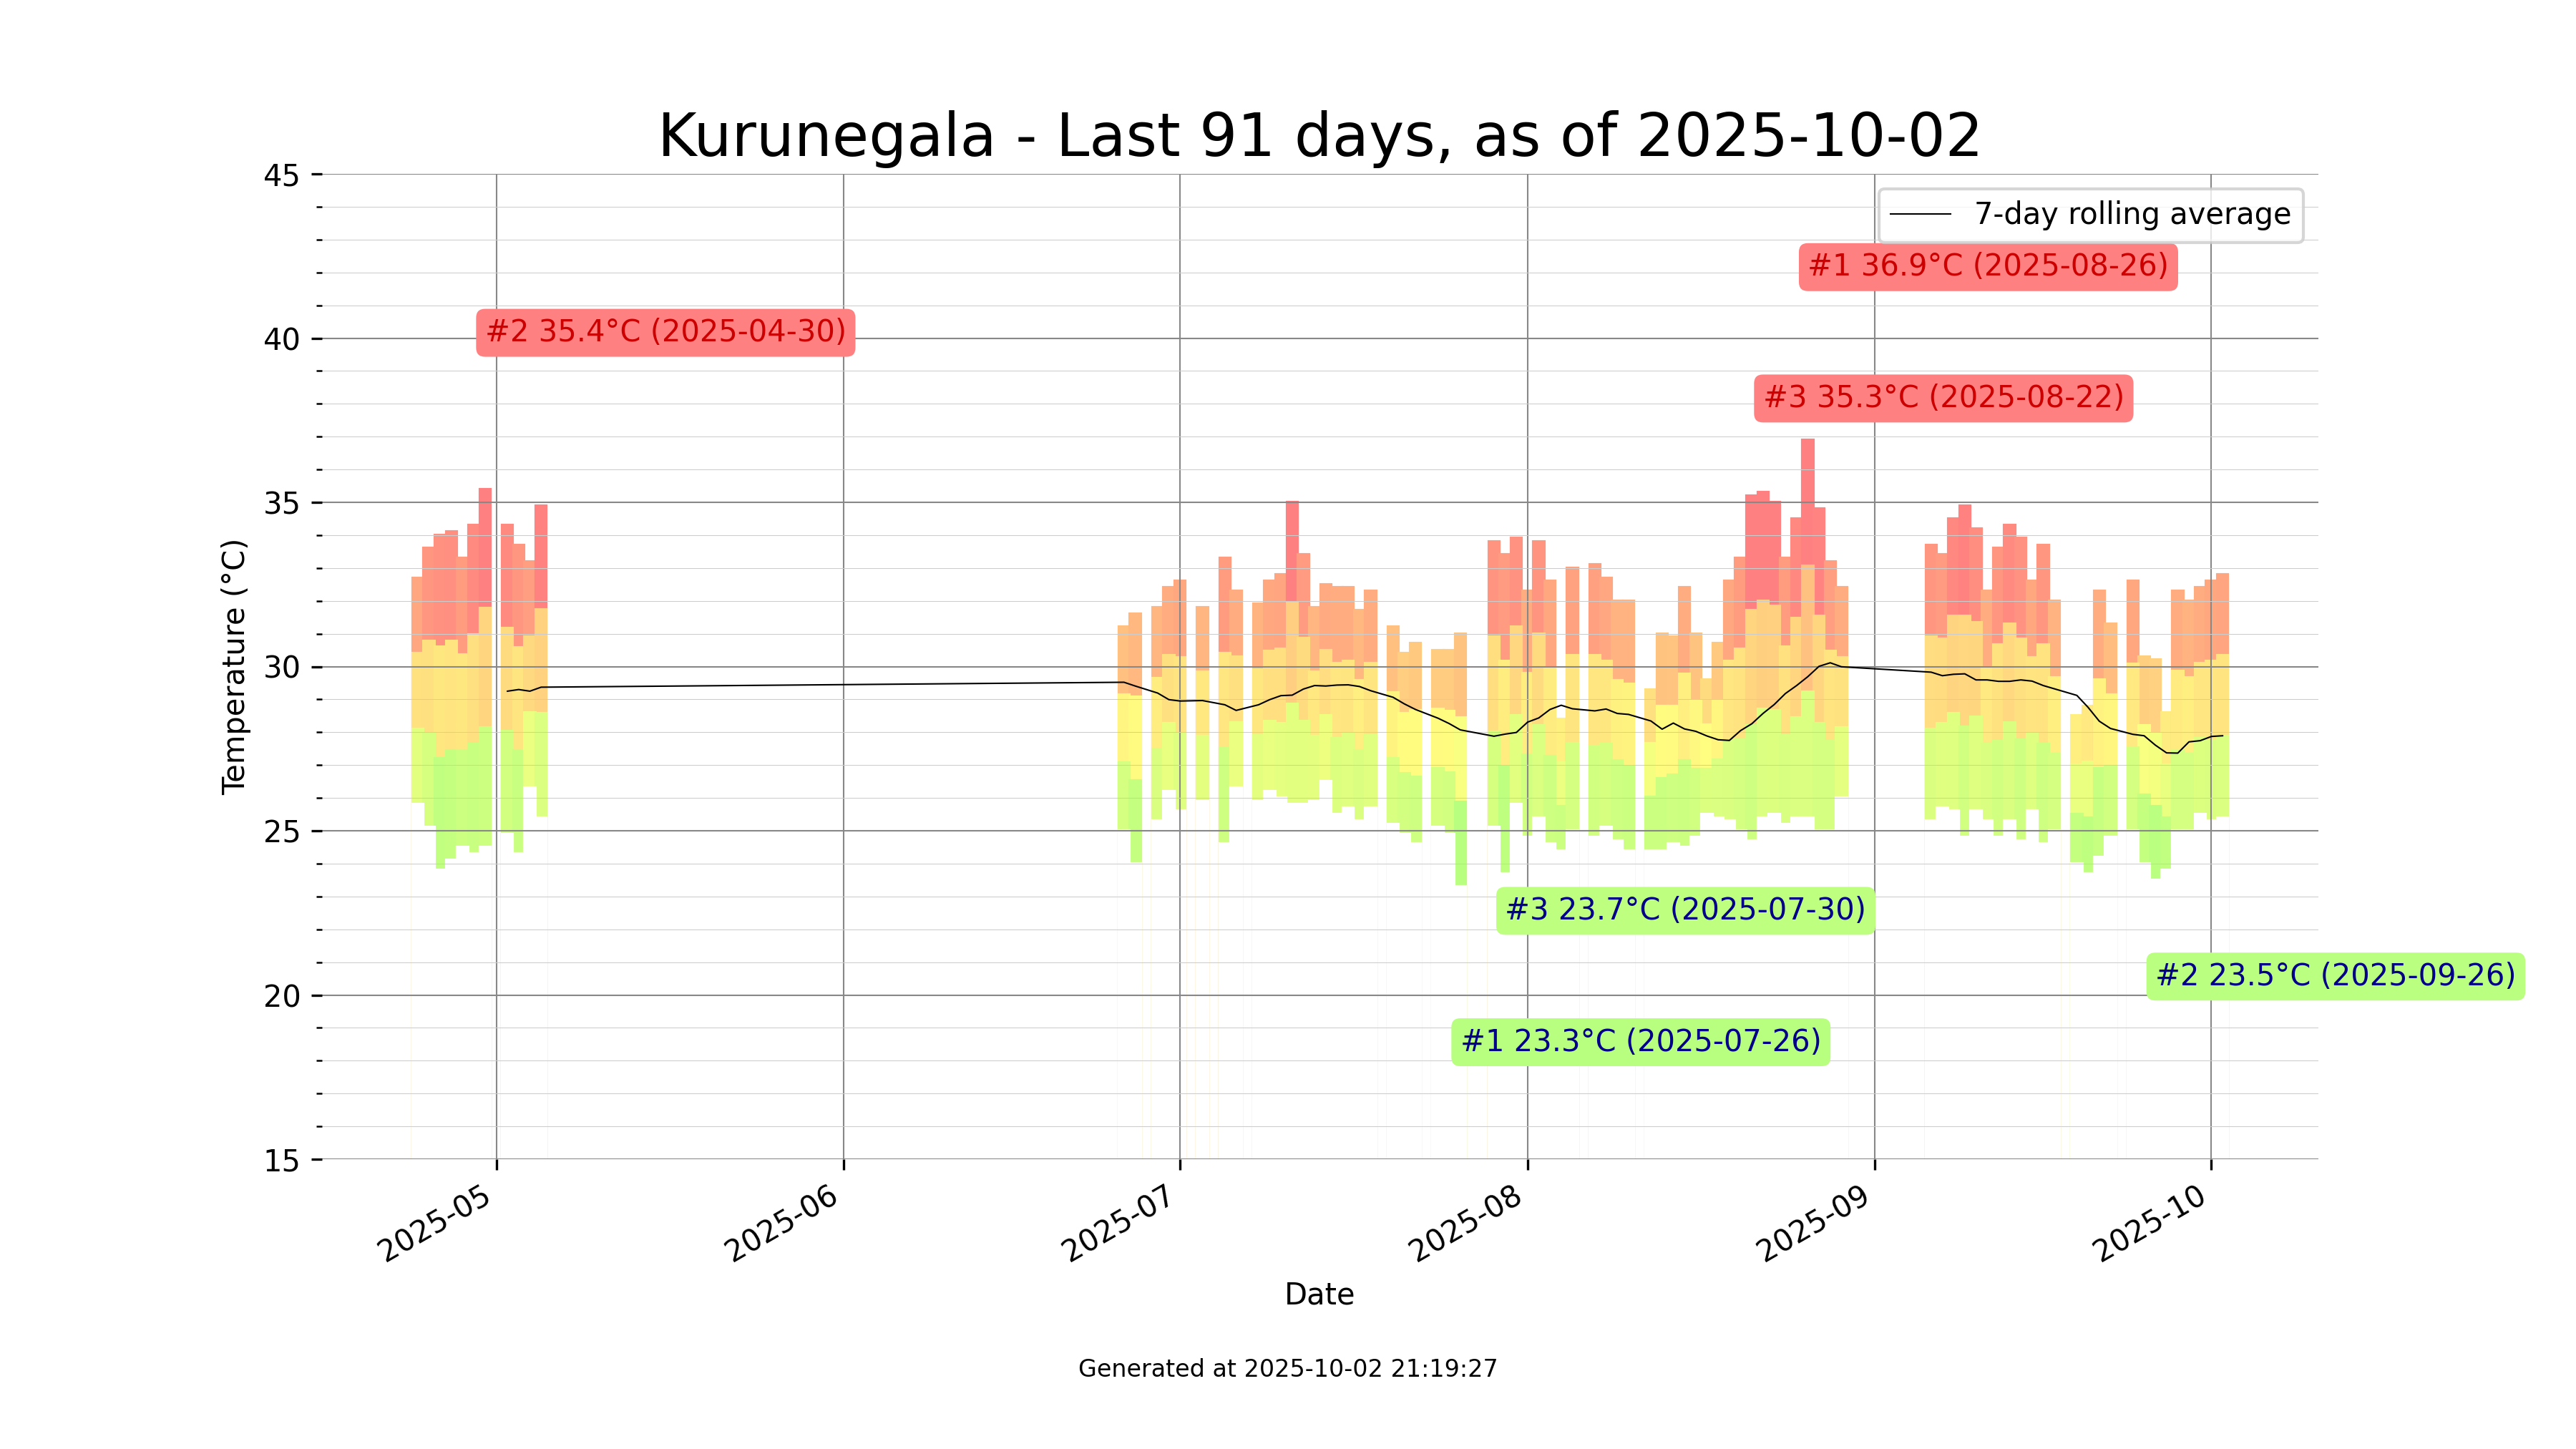 Kurunegala - Last 91 days, as of 2025-10-02
45
40
35
30
25
20
15
Temperature (°C)
7-day rolling average
#1 36.9°C (2025-08-26)
#2 35.4°C (2025-04-30)
#3 35.3°C (2025-08-22)
#3 23.7°C (2025-07-30)
#2 23.5°C (2025-09-26)
#1 23.3°C (2025-07-26)
2025-05
2025-06
2025-07
2025-08
2025-09
2025-10
Date
Generated at 2025-10-02 21:19:27